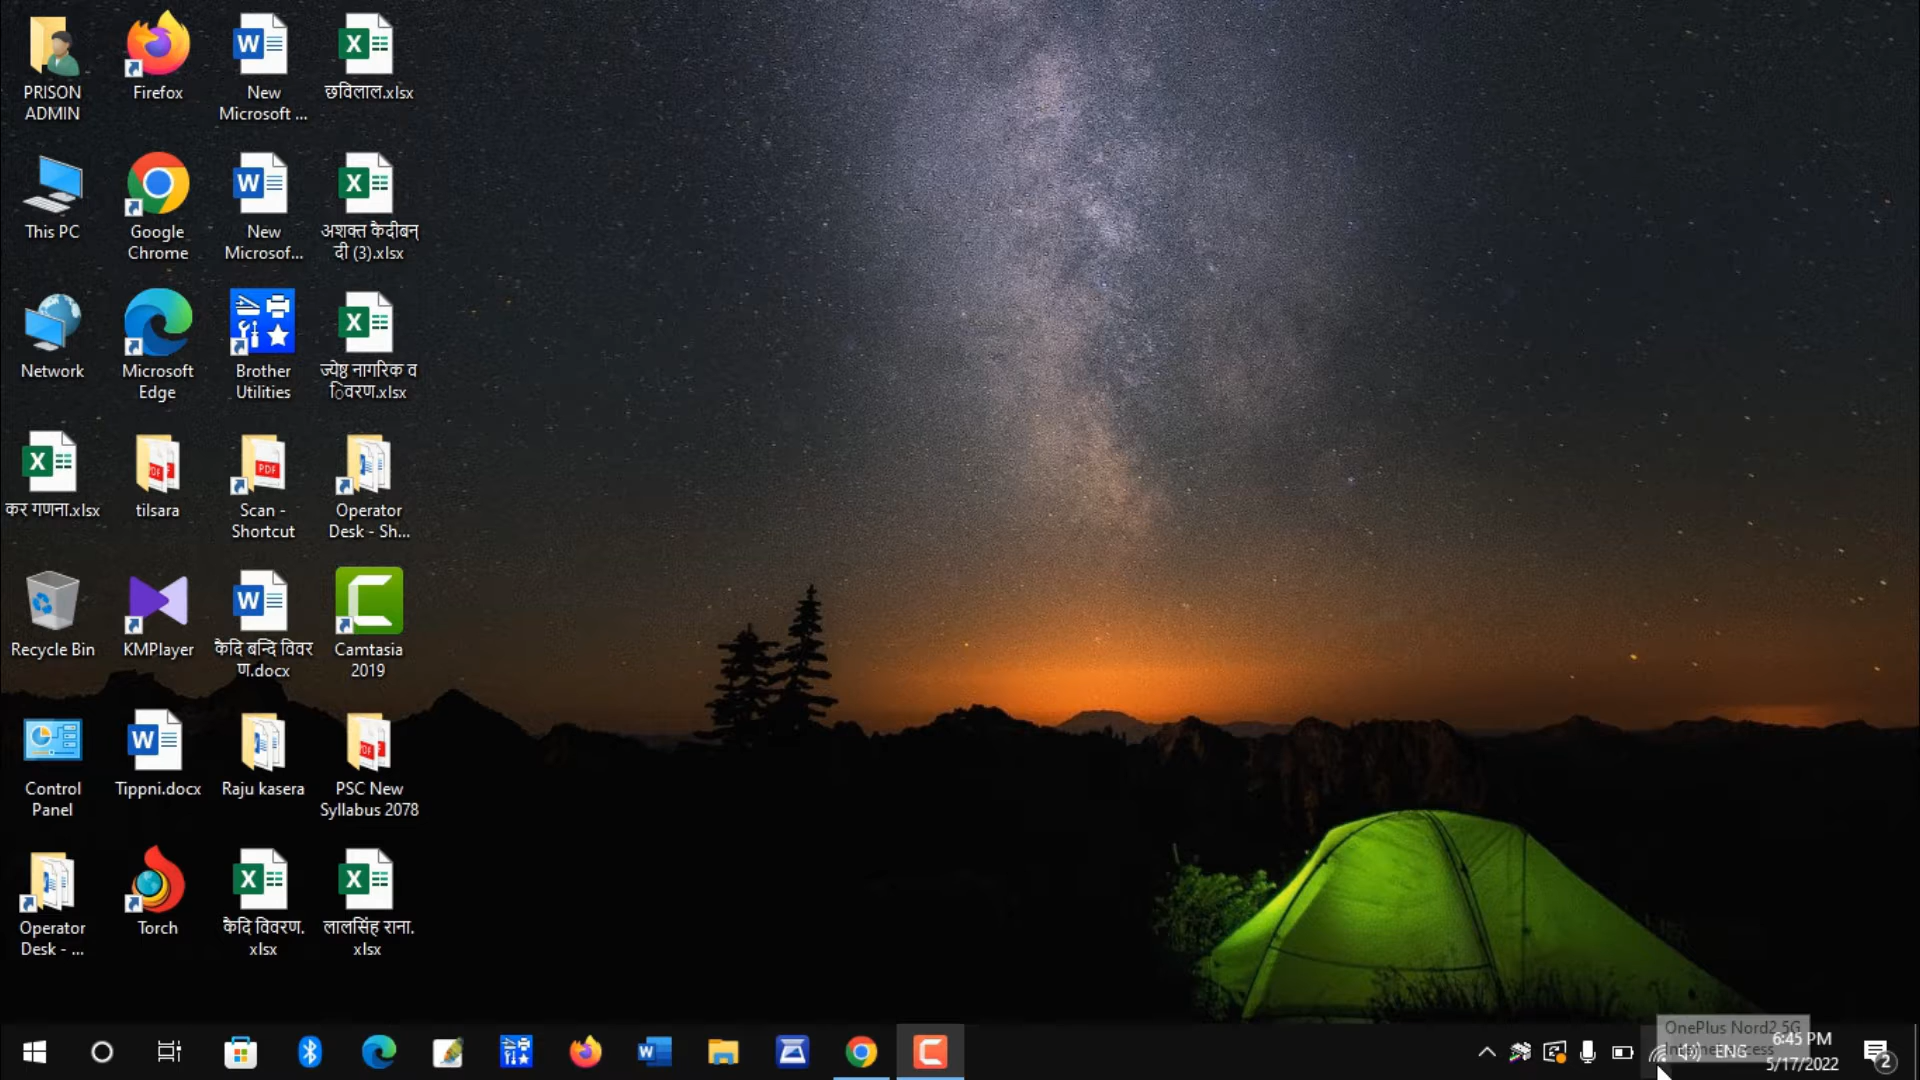 PRISON
ADMIN
Firefox
New
Microsoft ...
छविलाल.xlsx
This PC
Google
Chrome
New
Microsof...
अशक्त कैदीबन्
दी (3).xlsx
Network
Microsoft
Edge
Brother
Utilities
ज्येष्ठ नागरिक व
िवरण.xlsx
कर गणना.xlsx
tilsara
Scan -
Shortcut
Operator
Desk - Sh...
Recycle Bin
KMPlayer
कैदि बन्दि विवर
ण.docx
Camtasia
2019
Control
Panel
Tippni.docx
Raju kasera
PSC New
Syllabus 2078
Operator
Desk - ...
Torch
कैदि विवरण.
xlsx
लालसिंह राना.
xlsx
OnePlus Nord2 5G
Internet access
ENG
6:45 PM
5/17/2022
2